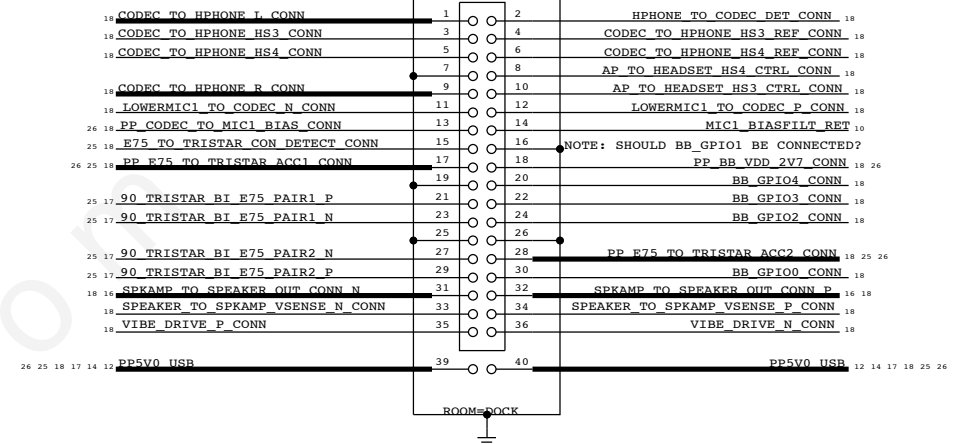 18 CODEC_TO_HPHONE_L_CONN 1 2 HPHONE_TO_CODEC_DET_CONN 18
18 CODEC_TO_HPHONE_HS3_CONN 3 4 CODEC_TO_HPHONE_HS3_REF_CONN 18
18 CODEC_TO_HPHONE_HS4_CONN 5 6 CODEC_TO_HPHONE_HS4_REF_CONN 18
7 8 AP_TO_HEADSET_HS4_CTRL_CONN 18
18 CODEC_TO_HPHONE_R_CONN 9 10 AP_TO_HEADSET_HS3_CTRL_CONN 18
18 LOWERMIC1_TO_CODEC_N_CONN 11 12 LOWERMIC1_TO_CODEC_P_CONN 18
26 18 PP_CODEC_TO_MIC1_BIAS_CONN 13 14 MIC1_BIASFILT_RET 10
25 18 E75_TO_TRISTAR_CON_DETECT_CONN 15 16 NOTE: SHOULD BB_GPIO1 BE CONNECTED?
26 25 18 PP_E75_TO_TRISTAR_ACC1_CONN 17 18 PP_BB_VDD_2V7_CONN 18 26
19 20 BB_GPIO4_CONN 18
25 17 90_TRISTAR_BI_E75_PAIR1_P 21 22 BB_GPIO3_CONN 18
25 17 90_TRISTAR_BI_E75_PAIR1_N 23 24 BB_GPIO2_CONN 18
25 26
25 17 90_TRISTAR_BI_E75_PAIR2_N 27 28 PP_E75_TO_TRISTAR_ACC2_CONN 18 25 26
25 17 90_TRISTAR_BI_E75_PAIR2_P 29 30 BB_GPIO0_CONN 18
18 16 SPKAMP_TO_SPEAKER_OUT_CONN_N 31 32 SPKAMP_TO_SPEAKER_OUT_CONN_P 16 18
18 SPEAKER_TO_SPKAMP_VSENSE_N_CONN 33 34 SPEAKER_TO_SPKAMP_VSENSE_P_CONN 18
18 VIBE_DRIVE_P_CONN 35 36 VIBE_DRIVE_N_CONN 18
26 25 18 17 14 12 PP5V0_USB 39 40 PP5V0_USB 12 14 17 18 25 26
ROOM=DOCK